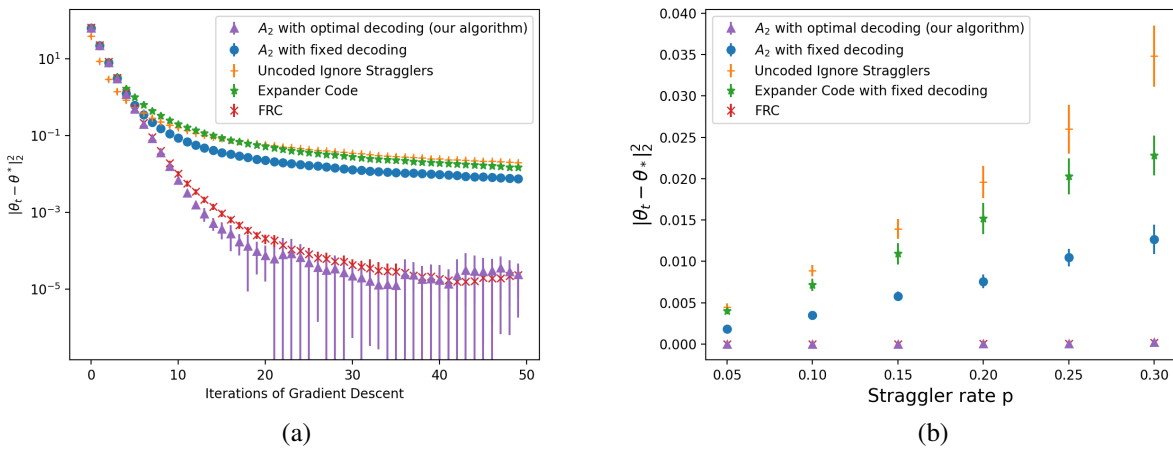 |θ_t − θ*|₂²
10¹
10⁻¹
10⁻³
10⁻⁵
A₂ with optimal decoding (our algorithm)
A₂ with fixed decoding
Uncoded Ignore Stragglers
Expander Code
FRC
0 10 20 30 40 50
Iterations of Gradient Descent
(a)
|θ_t − θ*|₂²
0.040
0.035
0.030
0.025
0.020
0.015
0.010
0.005
0.000
A₂ with optimal decoding (our algorithm)
A₂ with fixed decoding
Uncoded Ignore Stragglers
Expander Code with fixed decoding
FRC
0.05 0.10 0.15 0.20 0.25 0.30
Straggler rate p
(b)